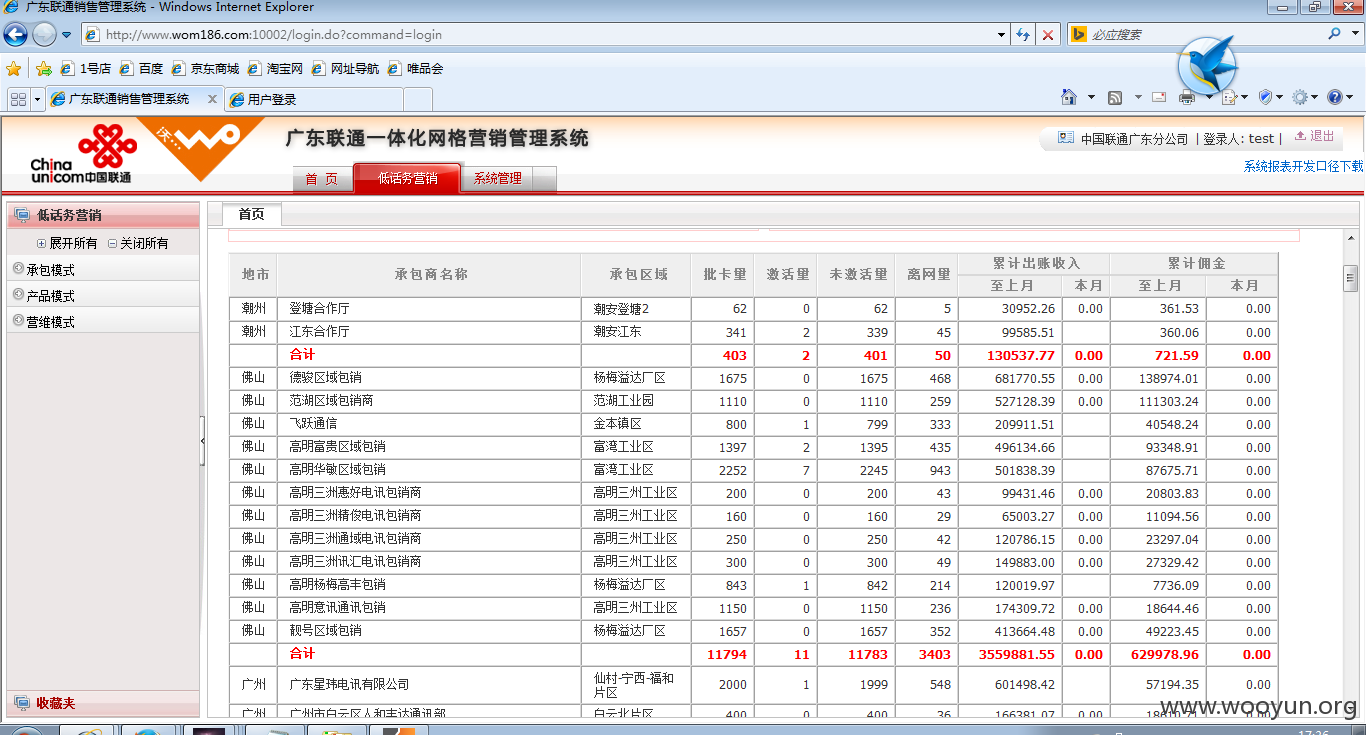 广东联通销售管理系统 - Windows Internet Explorer
http://www.wom186.com:10002/login.do?command=login
必应搜索
1号店 百度 京东商城 淘宝网 网址导航 唯品会
广东联通销售管理系统 用户登录
China unicom中国联通
沃... wo
广东联通一体化网格营销管理系统
中国联通广东分公司 | 登录人: test | 退出
系统报表开发口径下载
首 页 低话务营销 系统管理
低话务营销
展开所有 关闭所有
承包模式
产品模式
营维模式
收藏夹
首页
地市 承包商名称 承包区域 批卡量 激活量 未激活量 离网量 累计出账收入 累计佣金
至上月 本月 至上月 本月
潮州 登塘合作厅 潮安登塘2 62 0 62 5 30952.26 0.00 361.53 0.00
潮州 江东合作厅 潮安江东 341 2 339 45 99585.51 360.06 0.00
合计 403 2 401 50 130537.77 0.00 721.59 0.00
佛山 德骏区域包销 杨梅溢达厂区 1675 0 1675 468 681770.55 0.00 138974.01 0.00
佛山 范湖区域包销商 范湖工业园 1110 0 1110 259 527128.39 0.00 111303.24 0.00
佛山 飞跃通信 金本镇区 800 1 799 333 209911.51 40548.24 0.00
佛山 高明富贵区域包销 富湾工业区 1397 2 1395 435 496134.66 93348.91 0.00
佛山 高明华敏区域包销 富湾工业区 2252 7 2245 943 501838.39 87675.71 0.00
佛山 高明三洲惠好电讯包销商 高明三州工业区 200 0 200 43 99431.46 0.00 20803.83 0.00
佛山 高明三洲精俊电讯包销商 高明三州工业区 160 0 160 29 65003.27 0.00 11094.56 0.00
佛山 高明三洲通域电讯包销商 高明三州工业区 250 0 250 42 120786.15 0.00 23297.04 0.00
佛山 高明三洲讯汇电讯包销商 高明三州工业区 300 0 300 49 149883.00 0.00 27329.42 0.00
佛山 高明杨梅高丰包销 杨梅溢达厂区 843 1 842 214 120019.97 7736.09 0.00
佛山 高明意讯通讯包销 高明三州工业区 1150 0 1150 236 174309.72 0.00 18644.46 0.00
佛山 靓号区域包销 杨梅溢达厂区 1657 0 1657 352 413664.48 0.00 49223.45 0.00
合计 11794 11 11783 3403 3559881.55 0.00 629978.96 0.00
广州 广东星玮电讯有限公司 仙村-宁西-福和片区 2000 1 1999 548 601498.42 57194.35 0.00
广州 广州市白云区人和丰达通讯部 白云北片区 400 0 400 36 166381.07 0.00 0.00
www.wooyun.org
17:26